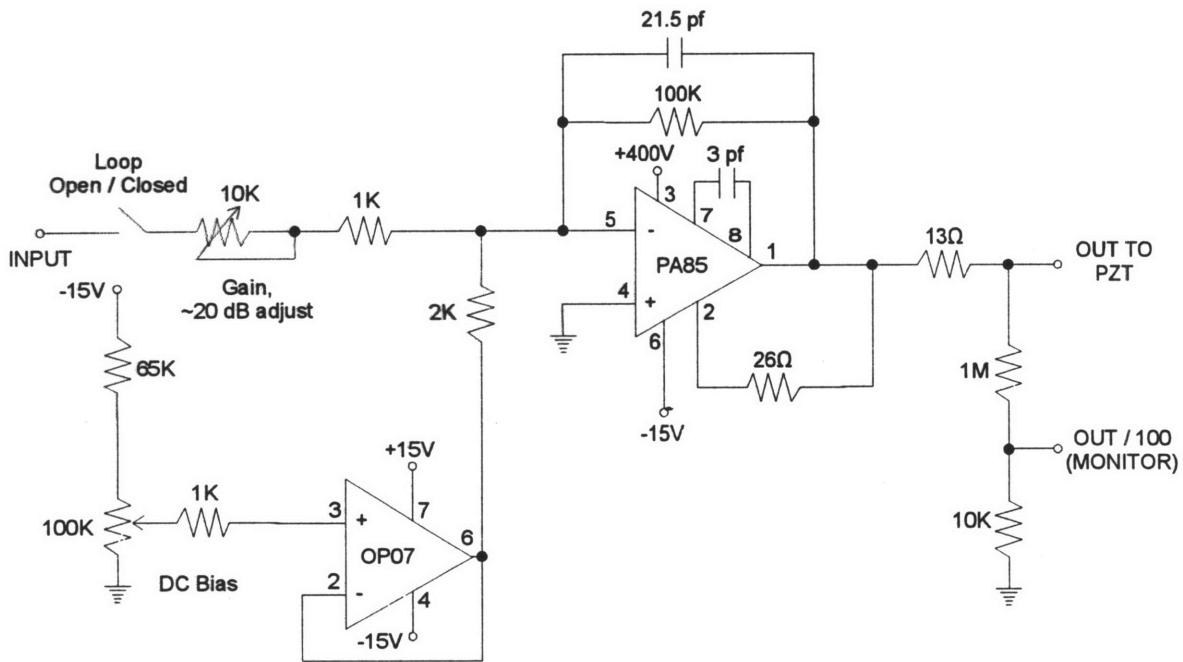 21.5 pf
100K
+400V
3 pf
Loop
Open / Closed
10K
1K
3
7
5
-
8
1
13Ω
OUT TO
PZT
INPUT
PA85
-15V
Gain,
~20 dB adjust
4
+
2
2K
6
26Ω
1M
65K
-15V
OUT / 100
(MONITOR)
+15V
1K
3
+
7
100K
6
10K
OP07
DC Bias
2
-
4
-15V